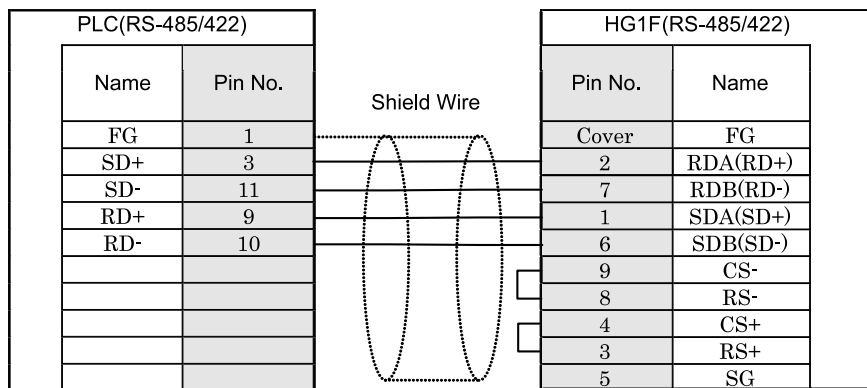 PLC(RS-485/422) HG1F(RS-485/422)
Name Pin No. Shield Wire Pin No. Name
FG 1 Cover FG
SD+ 3 2 RDA(RD+)
SD- 11 7 RDB(RD-)
RD+ 9 1 SDA(SD+)
RD- 10 6 SDB(SD-)
9 CS-
8 RS-
4 CS+
3 RS+
5 SG